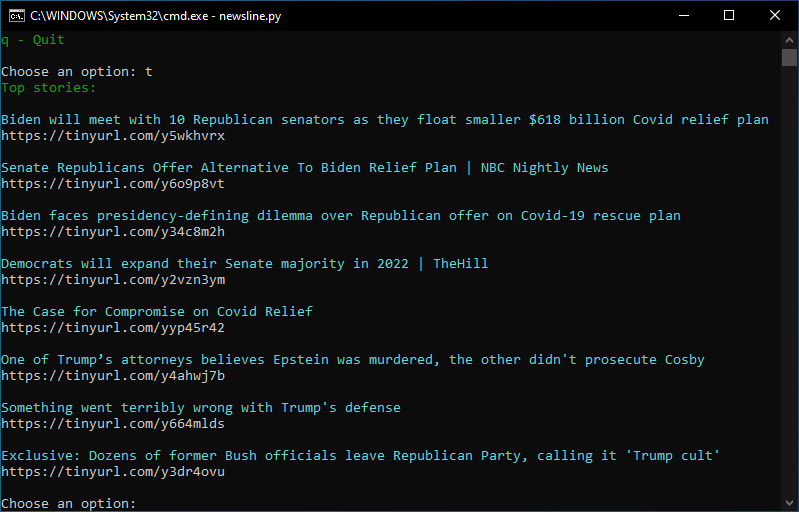 C:\WINDOWS\System32\cmd.exe - newsline.py
q - Quit
Choose an option: t
Top stories:
Biden will meet with 10 Republican senators as they float smaller $618 billion Covid relief plan
https://tinyurl.com/y5wkhvrx
Senate Republicans Offer Alternative To Biden Relief Plan | NBC Nightly News
https://tinyurl.com/y6o9p8vt
Biden faces presidency-defining dilemma over Republican offer on Covid-19 rescue plan
https://tinyurl.com/y34c8m2h
Democrats will expand their Senate majority in 2022 | TheHill
https://tinyurl.com/y2vzn3ym
The Case for Compromise on Covid Relief
https://tinyurl.com/yyp45r42
One of Trump’s attorneys believes Epstein was murdered, the other didn't prosecute Cosby
https://tinyurl.com/y4ahwj7b
Something went terribly wrong with Trump's defense
https://tinyurl.com/y664mlds
Exclusive: Dozens of former Bush officials leave Republican Party, calling it 'Trump cult'
https://tinyurl.com/y3dr4ovu
Choose an option: